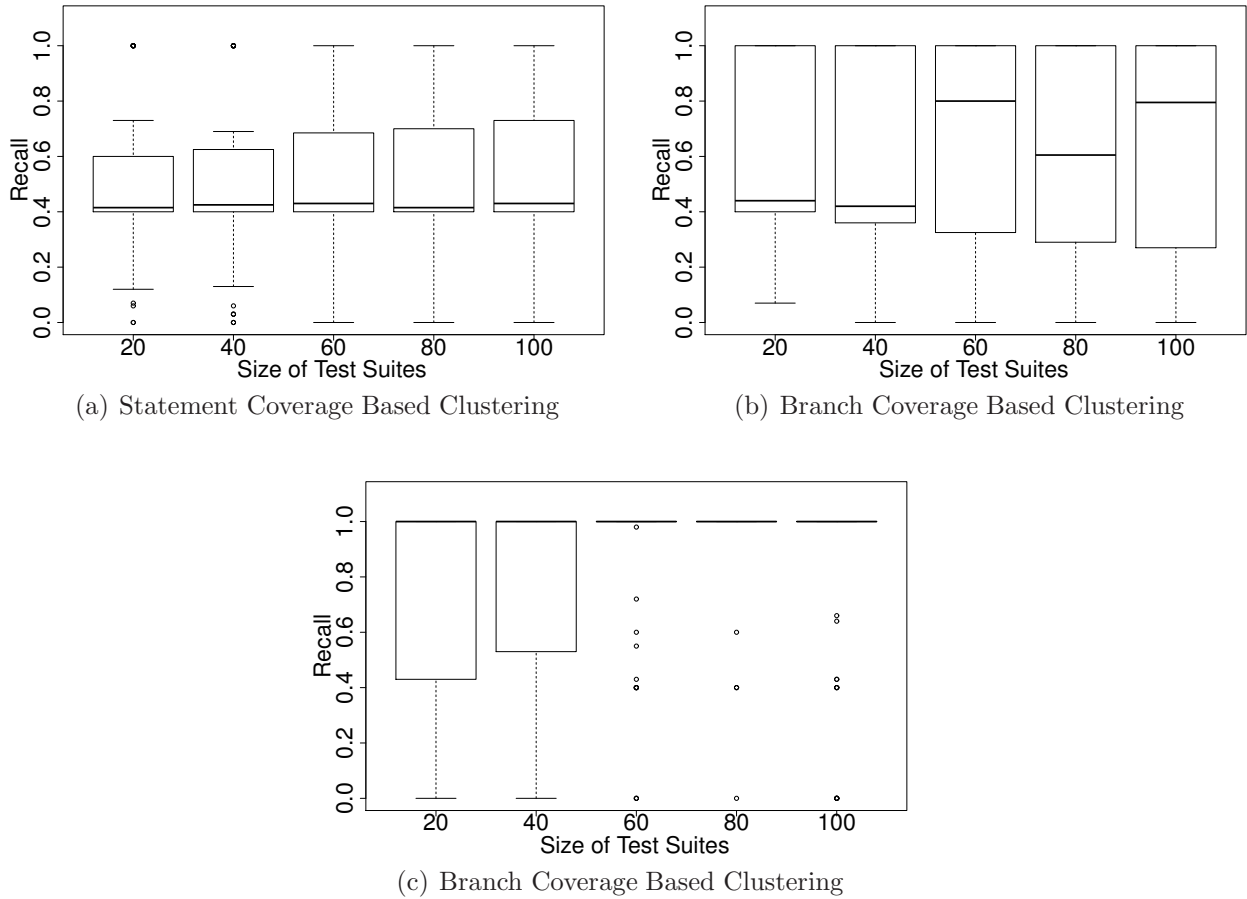 1.0
0.8
0.6
0.4
0.2
0.0
Recall
20 40 60 80 100
Size of Test Suites
(a) Statement Coverage Based Clustering
1.0
0.8
0.6
0.4
0.2
0.0
Recall
20 40 60 80 100
Size of Test Suites
(b) Branch Coverage Based Clustering
1.0
0.8
0.6
0.4
0.2
0.0
Recall
20 40 60 80 100
Size of Test Suites
(c) Branch Coverage Based Clustering